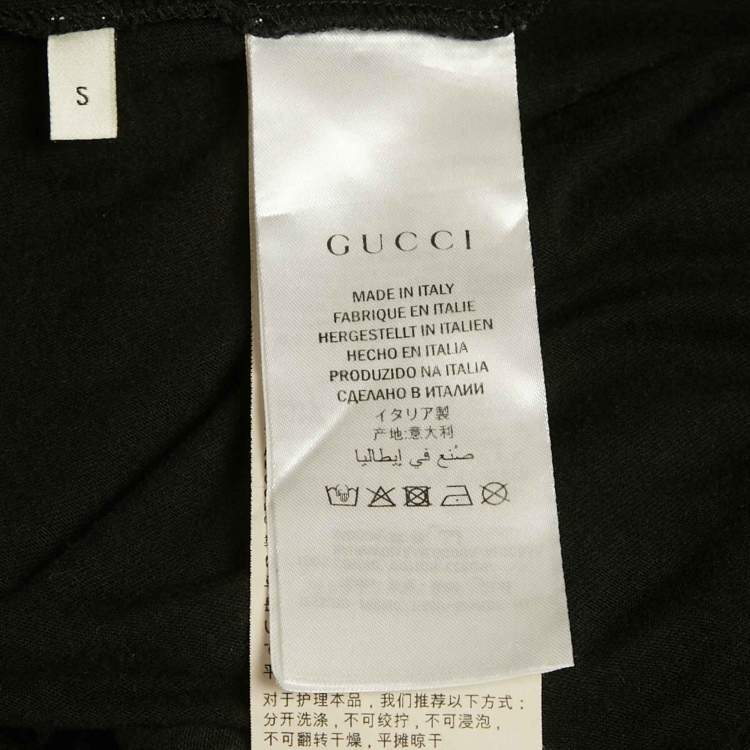 S
GUCCI
MADE IN ITALY
FABRIQUE EN ITALIE
HERGESTELLT IN ITALIEN
HECHO EN ITALIA
PRODUZIDO NA ITALIA
СДЕЛАНО В ИТАЛИИ
イタリア製
产地:意大利
صنع في إيطاليا
对于护理本品，我们推荐以下方式：
分开洗涤，不可绞拧，不可浸泡，
不可翻转干燥，平摊晾干